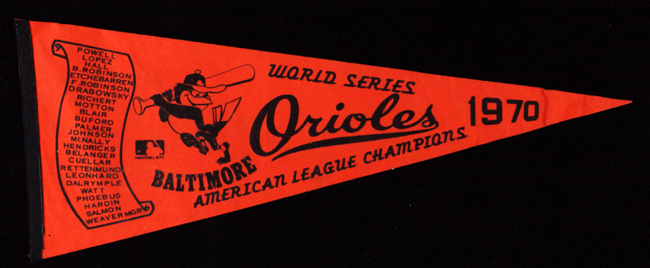 POWELL
LOPEZ
HALL
B. ROBINSON
ETCHEBARREN
F. ROBINSON
DRABOWSKY
RICHERT
MOTTON
BLAIR
BUFORD
PALMER
JOHNSON
McNALLY
HENDRICKS
BELANGER
CUELLAR
RETTENMUND
LEONHARD
DALRYMPLE
WATT
PHOEBUS
HARDIN
SALMON
WEAVER MGR
WORLD SERIES
Orioles
1970
BALTIMORE
AMERICAN LEAGUE CHAMPIONS